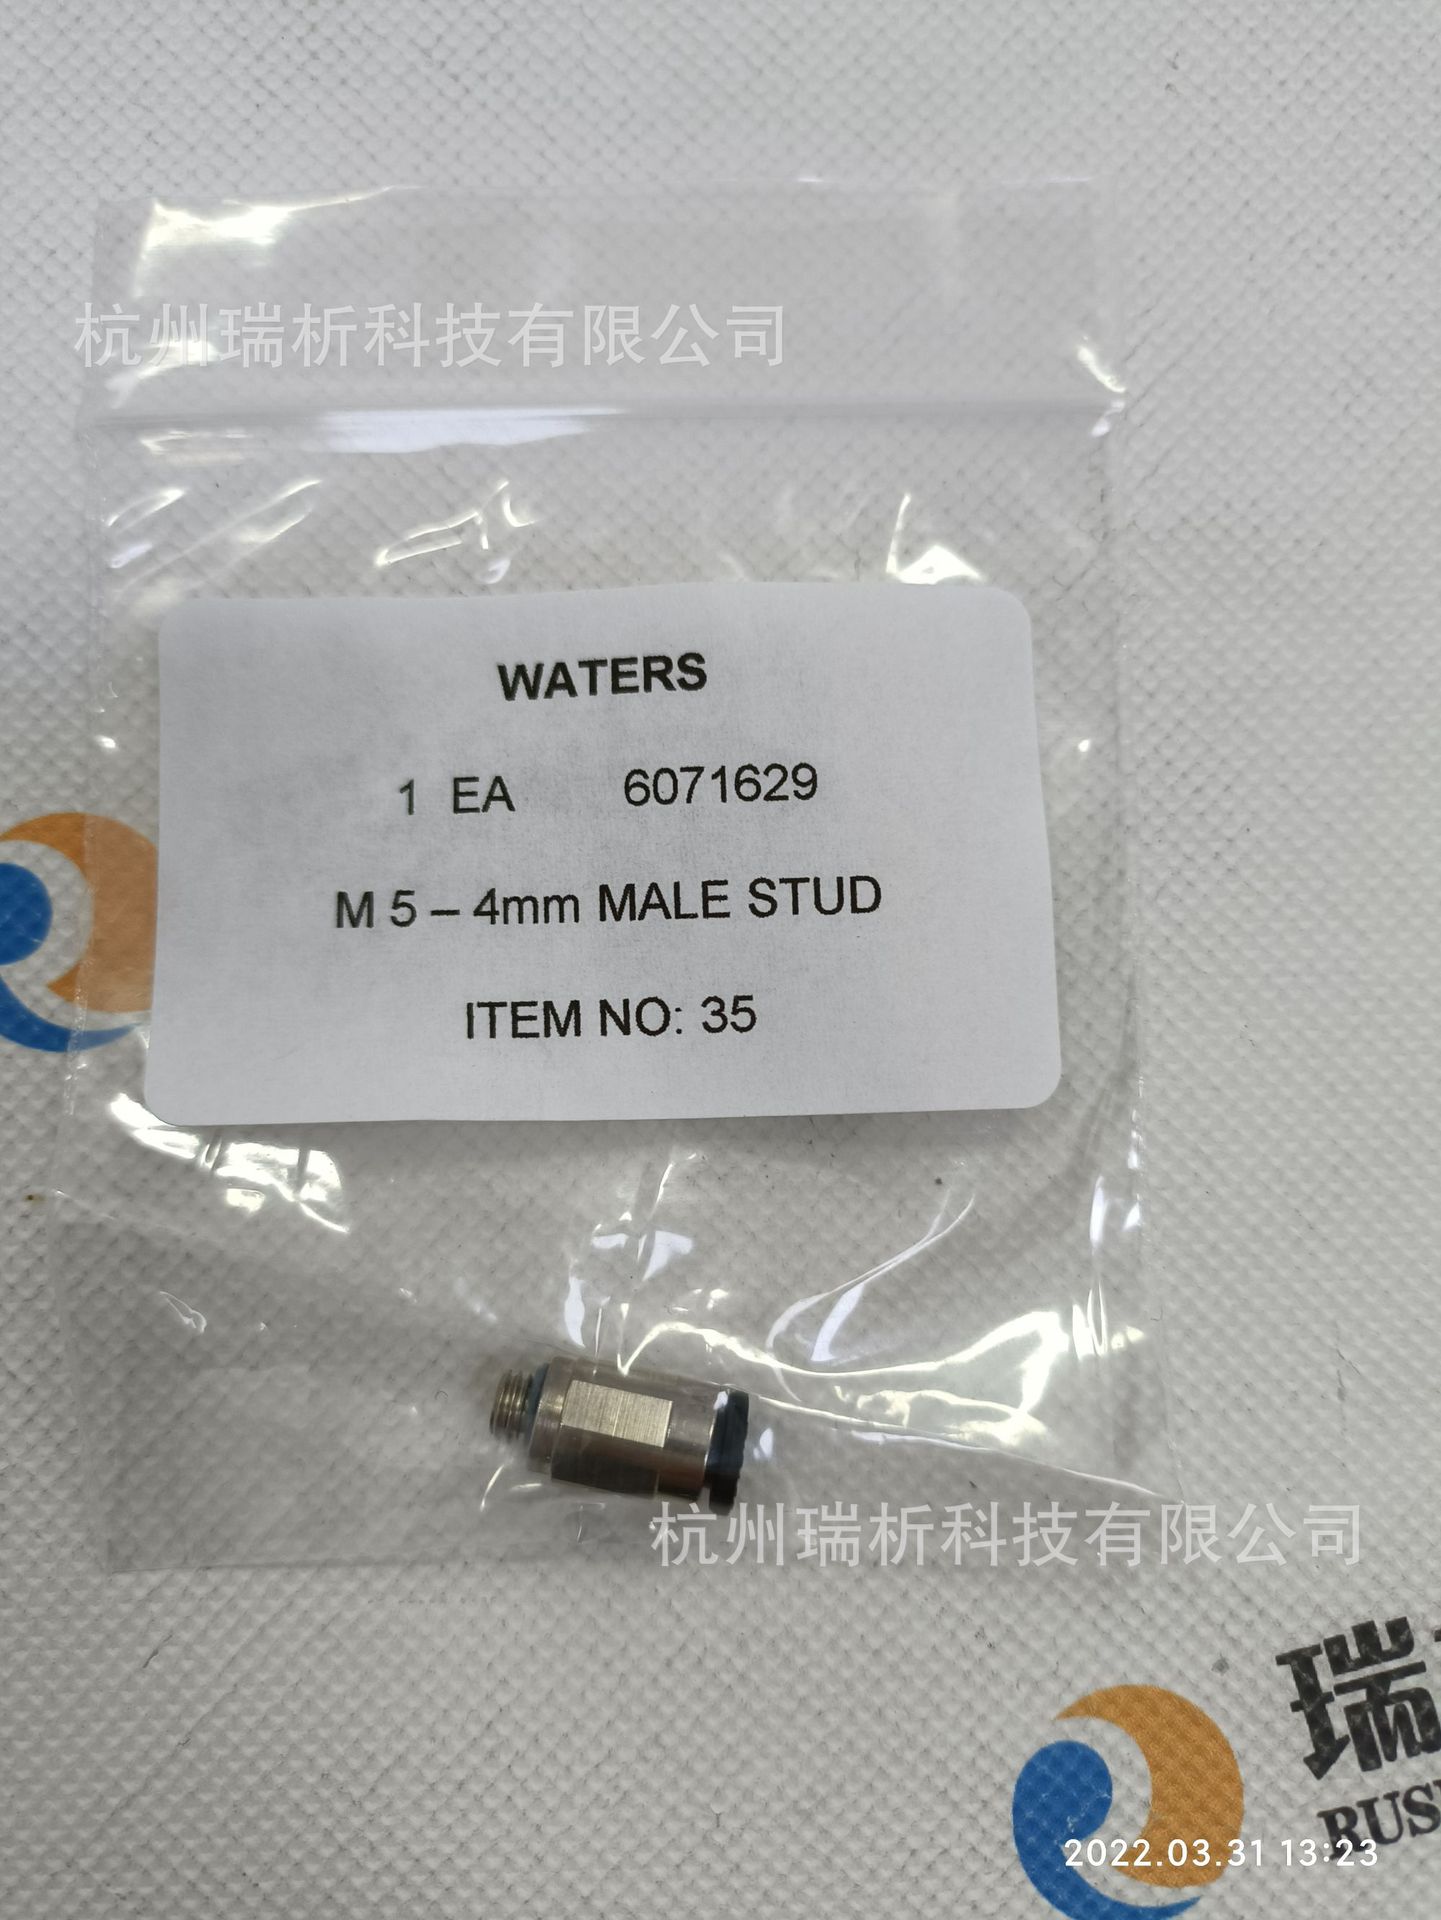 杭州瑞析科技有限公司
WATERS
1 EA 6071629
M 5 – 4mm MALE STUD
ITEM NO: 35
杭州瑞析科技有限公司
瑞
RUS
2022.03.31 13:23